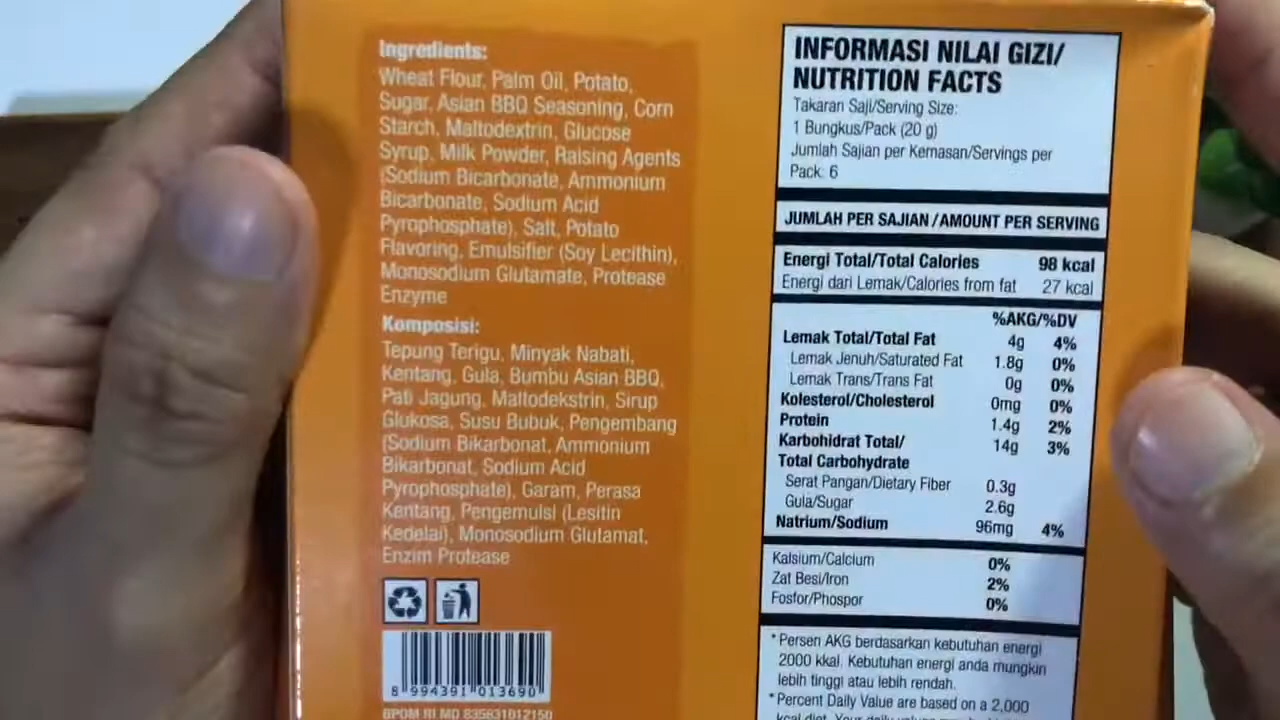 Ingredients:
Wheat Flour, Palm Oil, Potato,
Sugar, Asian BBQ Seasoning, Corn
Starch, Maltodextrin, Glucose
Syrup, Milk Powder, Raising Agents
(Sodium Bicarbonate, Ammonium
Bicarbonate, Sodium Acid
Pyrophosphate), Salt, Potato
Flavoring, Emulsifier (Soy Lecithin),
Monosodium Glutamate, Protease
Enzyme
Komposisi:
Tepung Terigu, Minyak Nabati,
Kentang, Gula, Bumbu Asian BBQ,
Pati Jagung, Maltodekstrin, Sirup
Glukosa, Susu Bubuk, Pengembang
(Sodium Bikarbonat, Ammonium
Bikarbonat, Sodium Acid
Pyrophosphate), Garam, Perasa
Kentang, Pengemulsi (Lesitin
Kedelai), Monosodium Glutamat,
Enzim Protease
8 994391 013690
BPOM RI MD 835631012150
INFORMASI NILAI GIZI/
NUTRITION FACTS
Takaran Saji/Serving Size:
1 Bungkus/Pack (20 g)
Jumlah Sajian per Kemasan/Servings per
Pack: 6
JUMLAH PER SAJIAN / AMOUNT PER SERVING
Energi Total/Total Calories 98 kcal
Energi dari Lemak/Calories from fat 27 kcal
%AKG/%DV
Lemak Total/Total Fat 4g 4%
Lemak Jenuh/Saturated Fat 1.8g 0%
Lemak Trans/Trans Fat 0g 0%
Kolesterol/Cholesterol 0mg 0%
Protein 1.4g 2%
Karbohidrat Total/ 14g 3%
Total Carbohydrate
Serat Pangan/Dietary Fiber 0.3g
Gula/Sugar 2.6g
Natrium/Sodium 96mg 4%
Kalsium/Calcium 0%
Zat Besi/Iron 2%
Fosfor/Phospor 0%
*Persen AKG berdasarkan kebutuhan energi
2000 kkal. Kebutuhan energi anda mungkin
lebih tinggi atau lebih rendah.
*Percent Daily Value are based on a 2,000
kcal diet. Your daily values may be